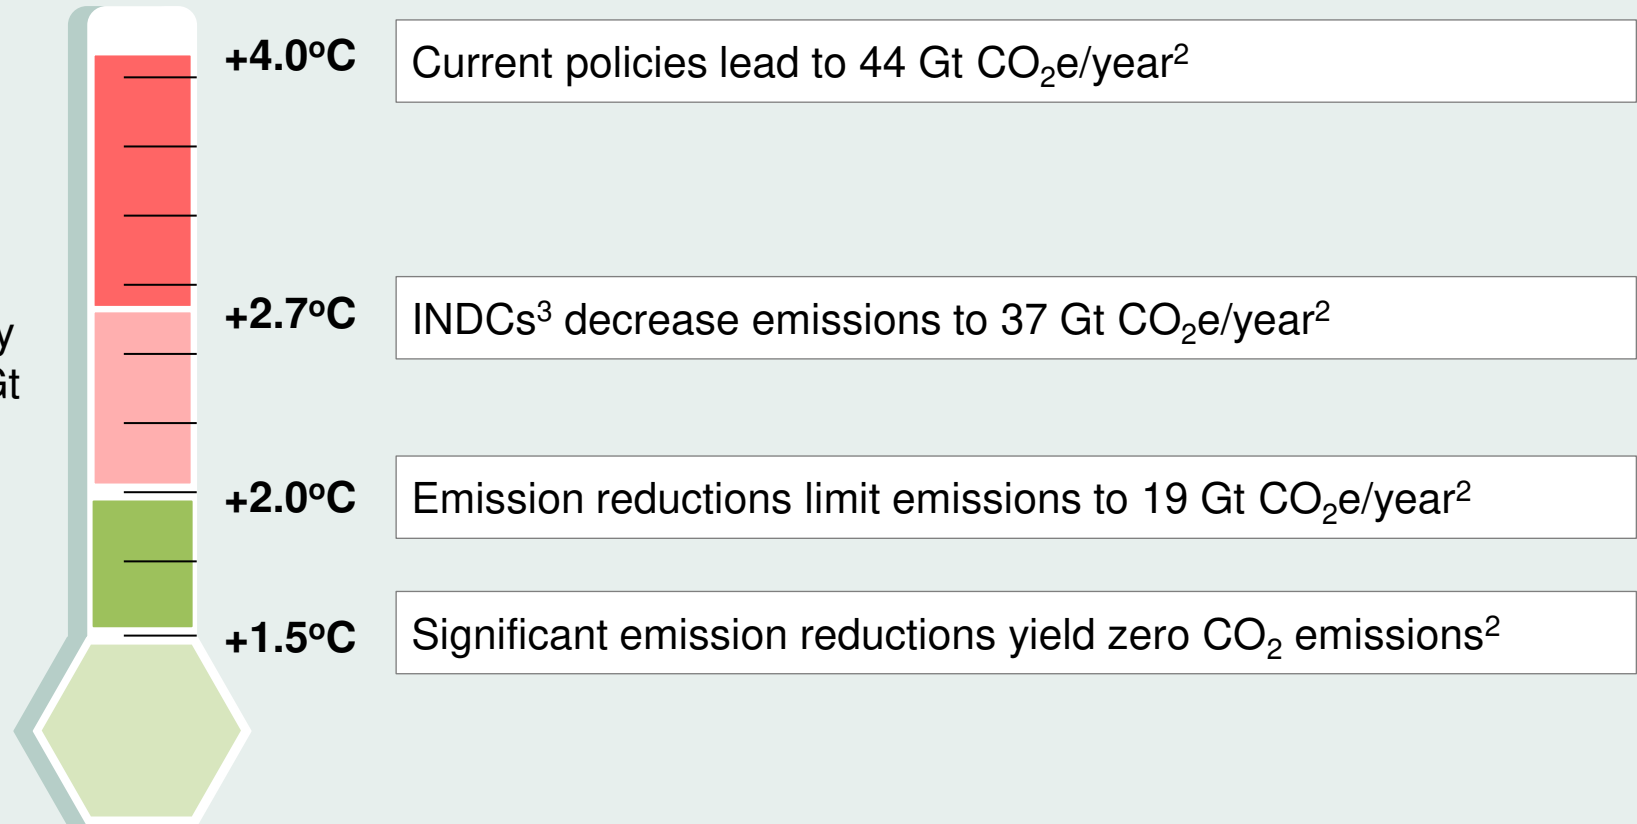 +4.0ºC Current policies lead to 44 Gt CO₂e/year²
+2.7ºC INDCs³ decrease emissions to 37 Gt CO₂e/year²
+2.0ºC Emission reductions limit emissions to 19 Gt CO₂e/year²
+1.5ºC Significant emission reductions yield zero CO₂ emissions²